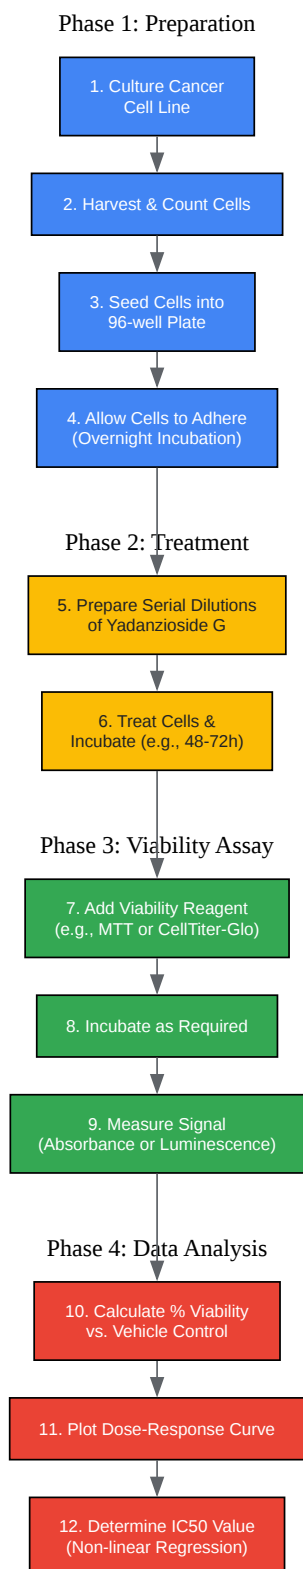 Phase 1: Preparation
1. Culture Cancer
Cell Line
2. Harvest & Count Cells
3. Seed Cells into
96-well Plate
4. Allow Cells to Adhere
(Overnight Incubation)
Phase 2: Treatment
5. Prepare Serial Dilutions
of Yadanzioside G
6. Treat Cells &
Incubate (e.g., 48-72h)
Phase 3: Viability Assay
7. Add Viability Reagent
(e.g., MTT or CellTiter-Glo)
8. Incubate as Required
9. Measure Signal
(Absorbance or Luminescence)
Phase 4: Data Analysis
10. Calculate % Viability
vs. Vehicle Control
11. Plot Dose-Response Curve
12. Determine IC50 Value
(Non-linear Regression)